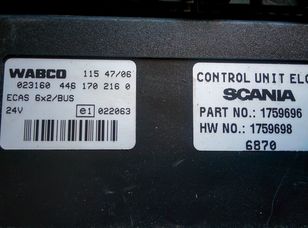 WABCO 115 47/06
023160 446 170 216 0
ECAS 6x2/BUS
24V e1 022063
CONTROL UNIT ELC
SCANIA
PART NO.: 1759696
HW NO.: 1759698
6870